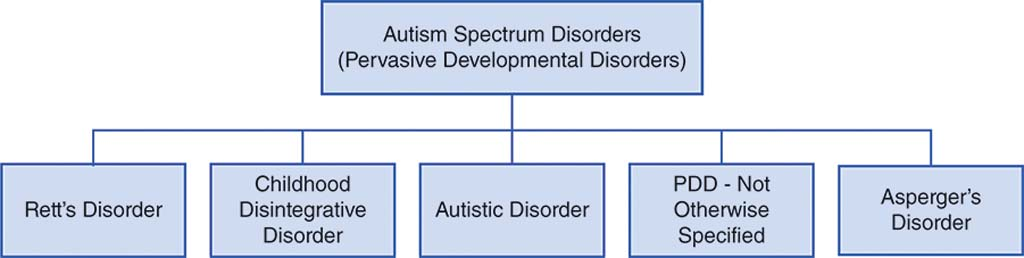 Autism Spectrum Disorders
(Pervasive Developmental Disorders)
Rett's Disorder
Childhood
Disintegrative
Disorder
Autistic Disorder
PDD - Not
Otherwise
Specified
Asperger's
Disorder